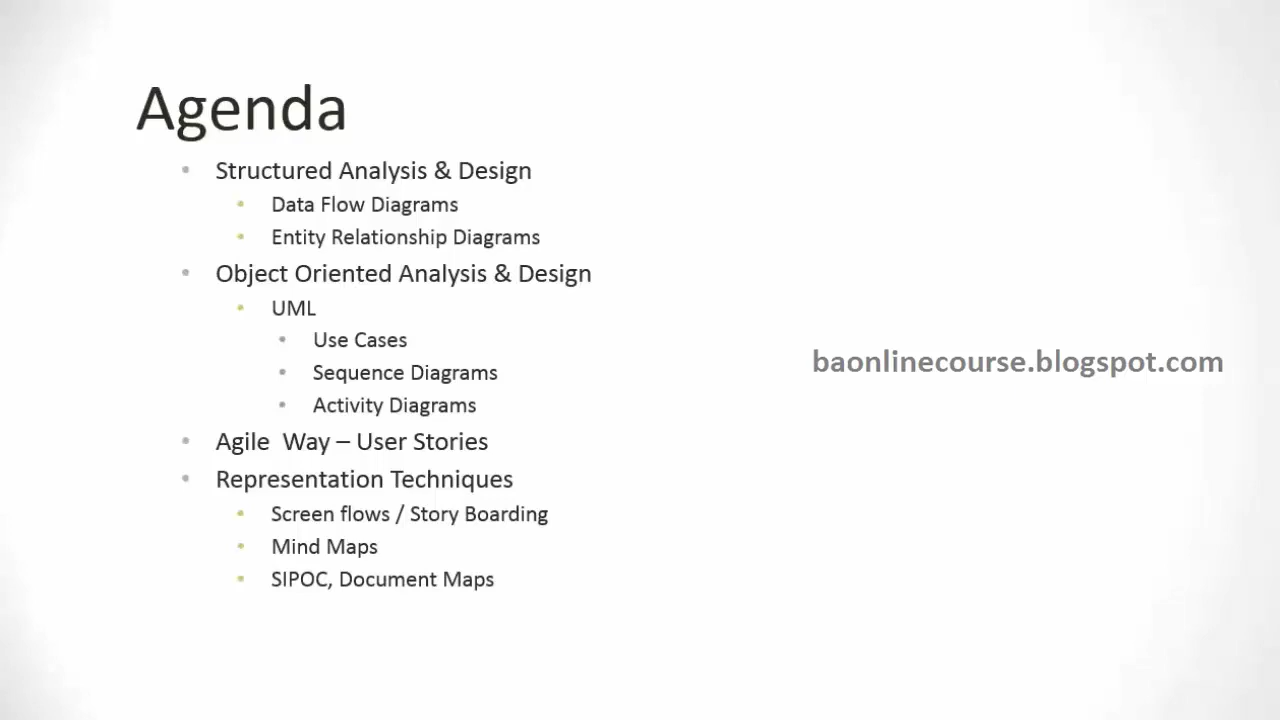 Agenda
• Structured Analysis & Design
• Data Flow Diagrams
• Entity Relationship Diagrams
• Object Oriented Analysis & Design
• UML
• Use Cases
• Sequence Diagrams
• Activity Diagrams
• Agile Way – User Stories
• Representation Techniques
• Screen flows / Story Boarding
• Mind Maps
• SIPOC, Document Maps
baonlinecourse.blogspot.com